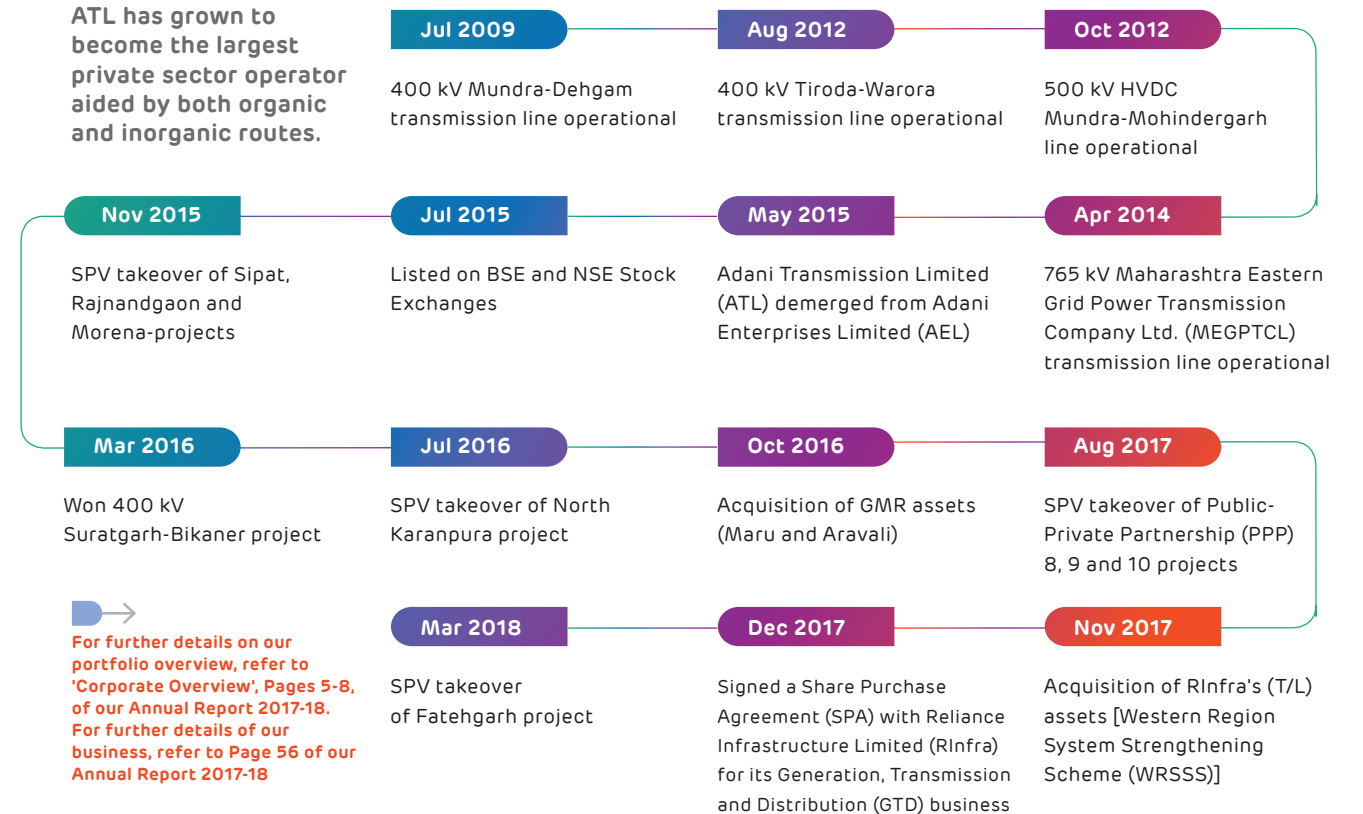 ATL has grown to
become the largest
private sector operator
aided by both organic
and inorganic routes.
Jul 2009
400 kV Mundra-Dehgam
transmission line operational
Aug 2012
400 kV Tiroda-Warora
transmission line operational
Oct 2012
500 kV HVDC
Mundra-Mohindergarh
line operational
Apr 2014
765 kV Maharashtra Eastern
Grid Power Transmission
Company Ltd. (MEGPTCL)
transmission line operational
May 2015
Adani Transmission Limited
(ATL) demerged from Adani
Enterprises Limited (AEL)
Jul 2015
Listed on BSE and NSE Stock
Exchanges
Nov 2015
SPV takeover of Sipat,
Rajnandgaon and
Morena-projects
Mar 2016
Won 400 kV
Suratgarh-Bikaner project
Jul 2016
SPV takeover of North
Karanpura project
Oct 2016
Acquisition of GMR assets
(Maru and Aravali)
Aug 2017
SPV takeover of Public-
Private Partnership (PPP)
8, 9 and 10 projects
Nov 2017
Acquisition of RInfra's (T/L)
assets [Western Region
System Strengthening
Scheme (WRSSS)]
Dec 2017
Signed a Share Purchase
Agreement (SPA) with Reliance
Infrastructure Limited (RInfra)
for its Generation, Transmission
and Distribution (GTD) business
Mar 2018
SPV takeover
of Fatehgarh project
For further details on our
portfolio overview, refer to
'Corporate Overview', Pages 5-8,
of our Annual Report 2017-18.
For further details of our
business, refer to Page 56 of our
Annual Report 2017-18